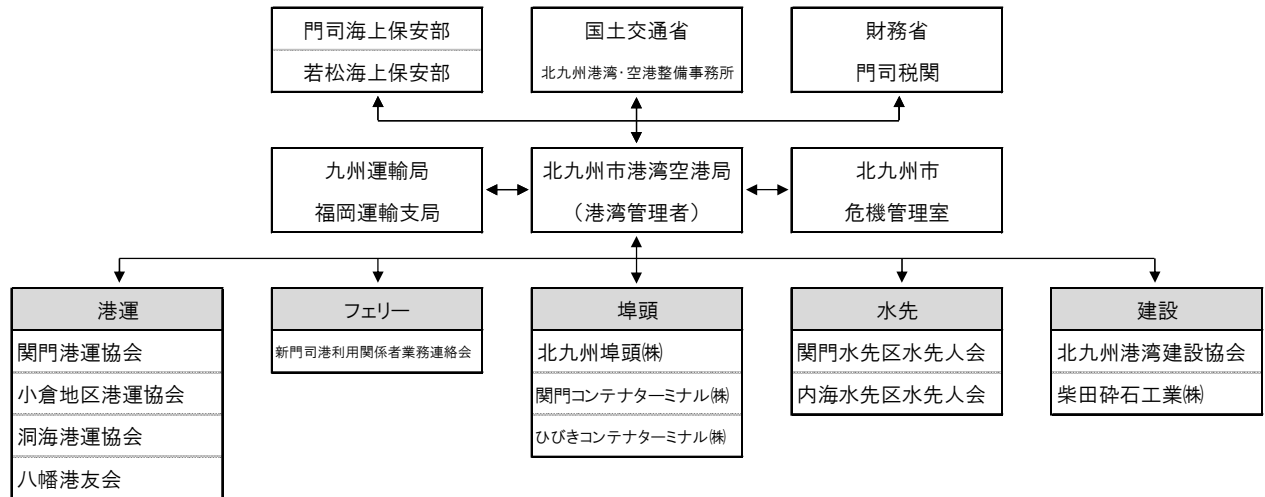 門司海上保安部
若松海上保安部
国土交通省
北九州港湾・空港整備事務所
財務省
門司税関
九州運輸局
福岡運輸支局
北九州市港湾空港局
（港湾管理者）
北九州市
危機管理室
港運
関門港運協会
小倉地区港運協会
洞海港運協会
八幡港友会
フェリー
新門司港利用関係者業務連絡会
埠頭
北九州埠頭㈱
関門コンテナターミナル㈱
ひびきコンテナターミナル㈱
水先
関門水先区水先人会
内海水先区水先人会
建設
北九州港湾建設協会
柴田砕石工業㈱